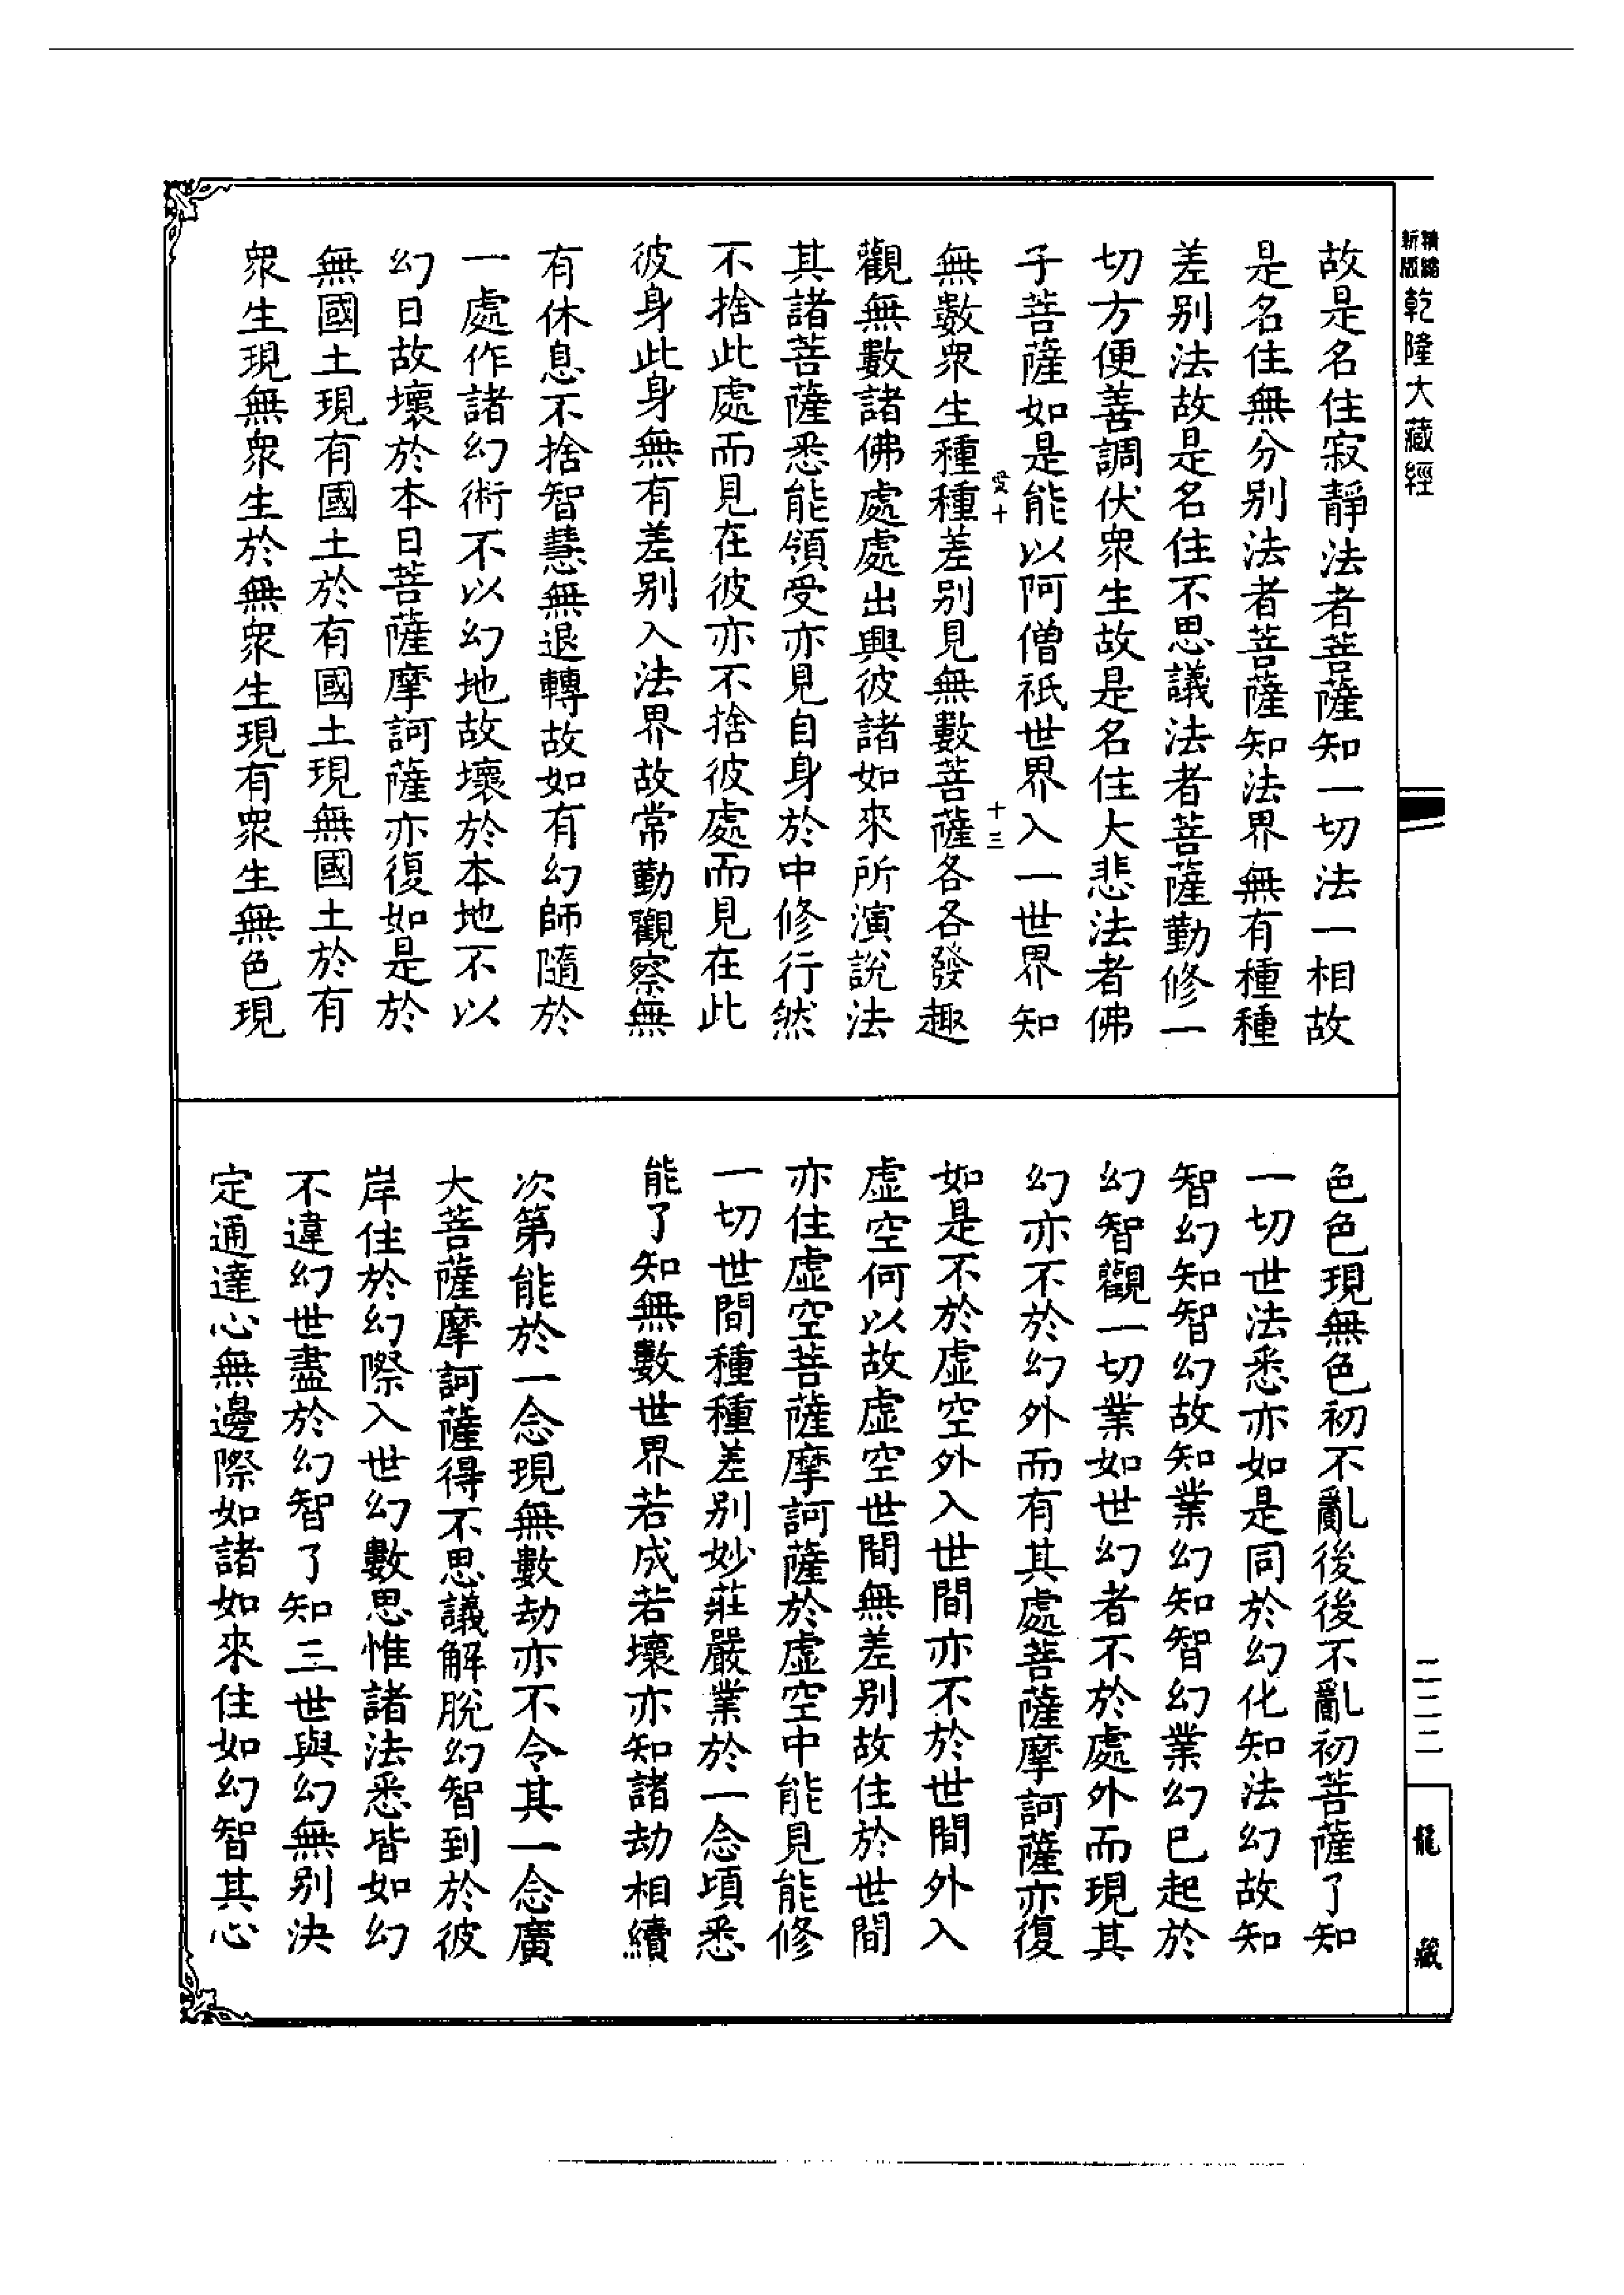 精縮新版乾隆大藏經
故是名住寂靜法者菩薩知一切法一相故
是名住無分别法者菩薩知法界無有種種
差别法故是名住不思議法者菩薩勤修一
切方便善調伏衆生故是名住大悲法者佛
子菩薩如是能以阿僧祇世界入一世界知
受十
十三
無數衆生種種差别見無數菩薩各各發趣
觀無數諸佛處處出興彼諸如來所演說法
其諸菩薩悉能領受亦見自身於中修行然
不捨此處而見在彼亦不捨彼處而見在此
彼身此身無有差别入法界故常勤觀察無
有休息不捨智慧無退轉故如有幻師隨於
一處作諸幻術不以幻地故壞於本地不以
幻日故壞於本日菩薩摩訶薩亦復如是於
無國土現有國土於有國土現無國土於有
衆生現無衆生於無衆生現有衆生無色現
色色現無色初不亂後後不亂初菩薩了知
一切世法悉亦如是同於幻化知法幻故知
智幻知智幻故知業幻知智幻業幻已起於
幻智觀一切業如世幻者不於處外而現其
幻亦不於幻外而有其處菩薩摩訶薩亦復
如是不於虛空外入世間亦不於世間外入
虛空何以故虛空世間無差别故住於世間
亦住虛空菩薩摩訶薩於虛空中能見能修
一切世間種種差别妙莊嚴業於一念頃悉
能了知無數世界若成若壞亦知諸劫相續
次第能於一念現無數劫亦不令其一念廣
大菩薩摩訶薩得不思議解脫幻智到於彼
岸住於幻際入世幻數思惟諸法悉皆如幻
不違幻世盡於幻智了知三世與幻無别決
定通達心無邊際如諸如來住如幻智其心
二二二
龍藏